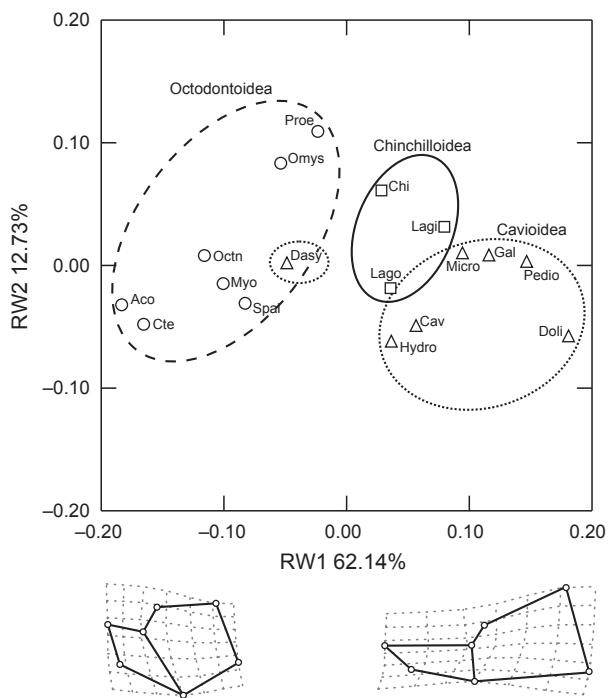 0.20
Octodontoidea
Proe
Chinchilloidea
0.10
Omys
Chi
Lagi
Cavioidea
RW2 12.73%
0.00
Octn
Dasy
Micro
Gal
Pedio
Myo
Lago
Aco
Spar
Cte
Cav
Doli
Hydro
–0.10
–0.20
–0.20
–0.10
0.00
0.10
0.20
RW1 62.14%